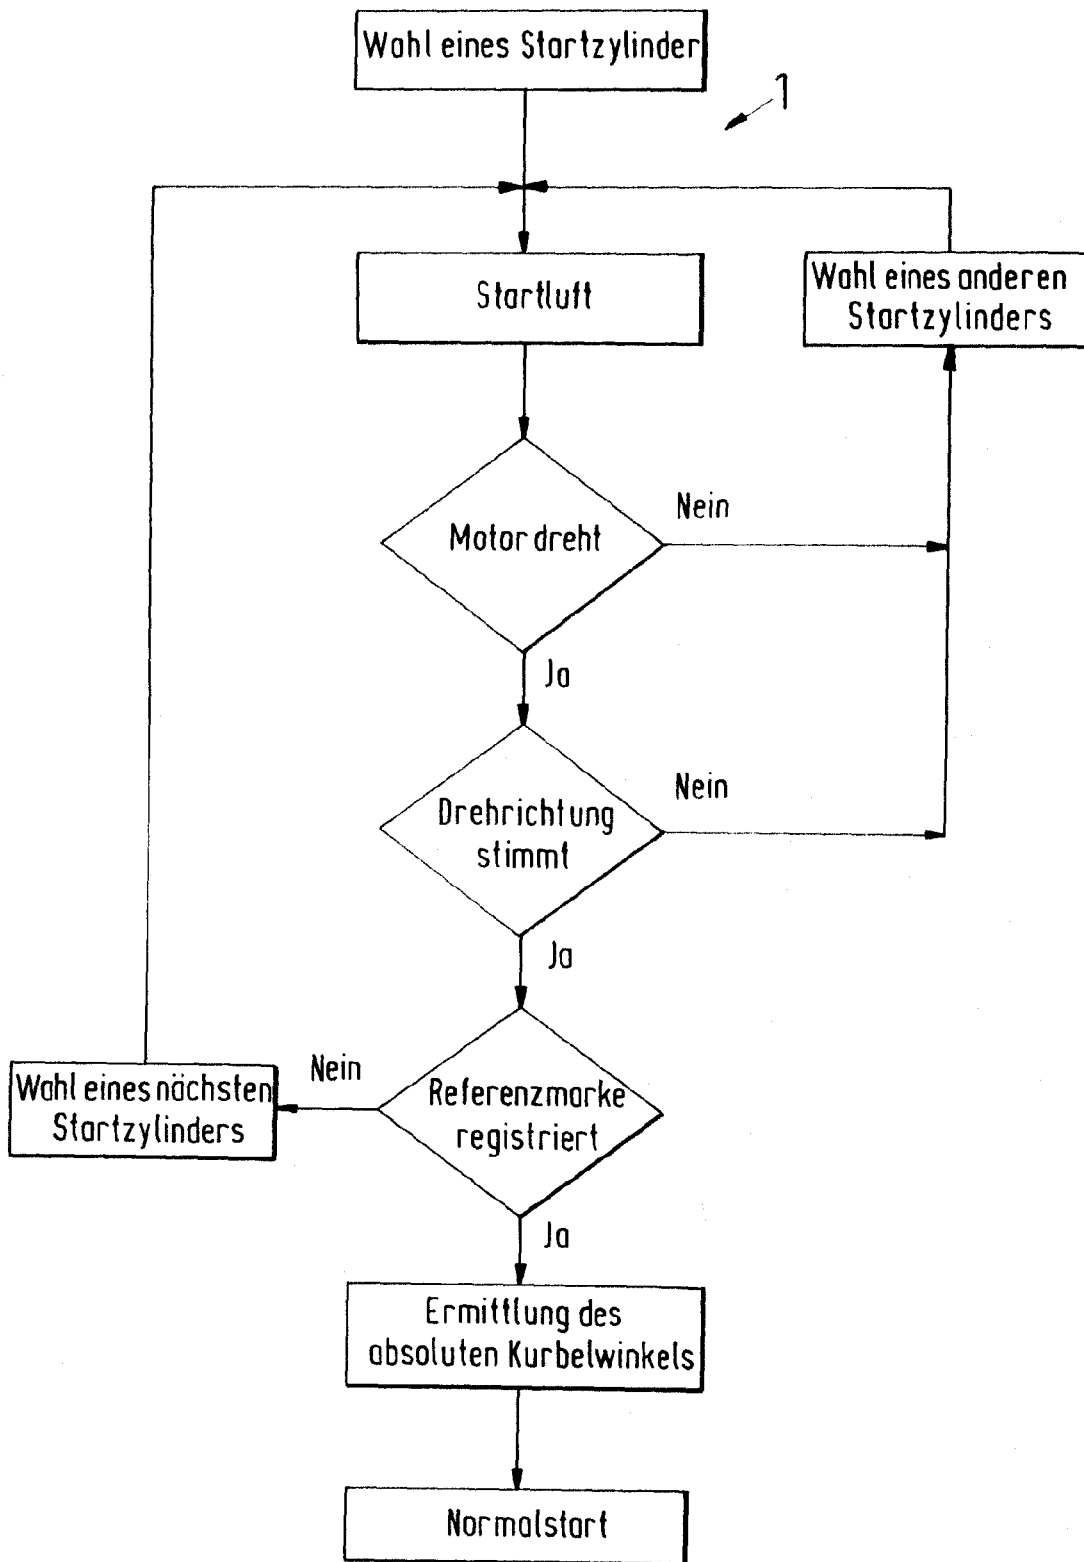 Wahl eines Startzylinder
1
Startluft
Wahl eines anderen
Startzylinders
Motor dreht
Nein
Ja
Drehrichtung
stimmt
Nein
Ja
Wahl eines nächsten
Startzylinders
Nein
Referenzmarke
registriert
Ja
Ermittlung des
absoluten Kurbelwinkels
Normalstart